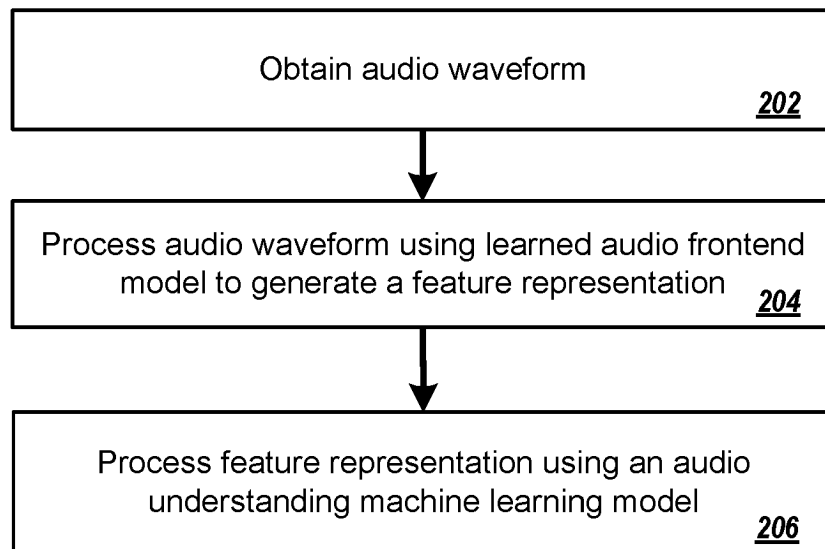 Obtain audio waveform
202
Process audio waveform using learned audio frontend
model to generate a feature representation
204
Process feature representation using an audio
understanding machine learning model
206